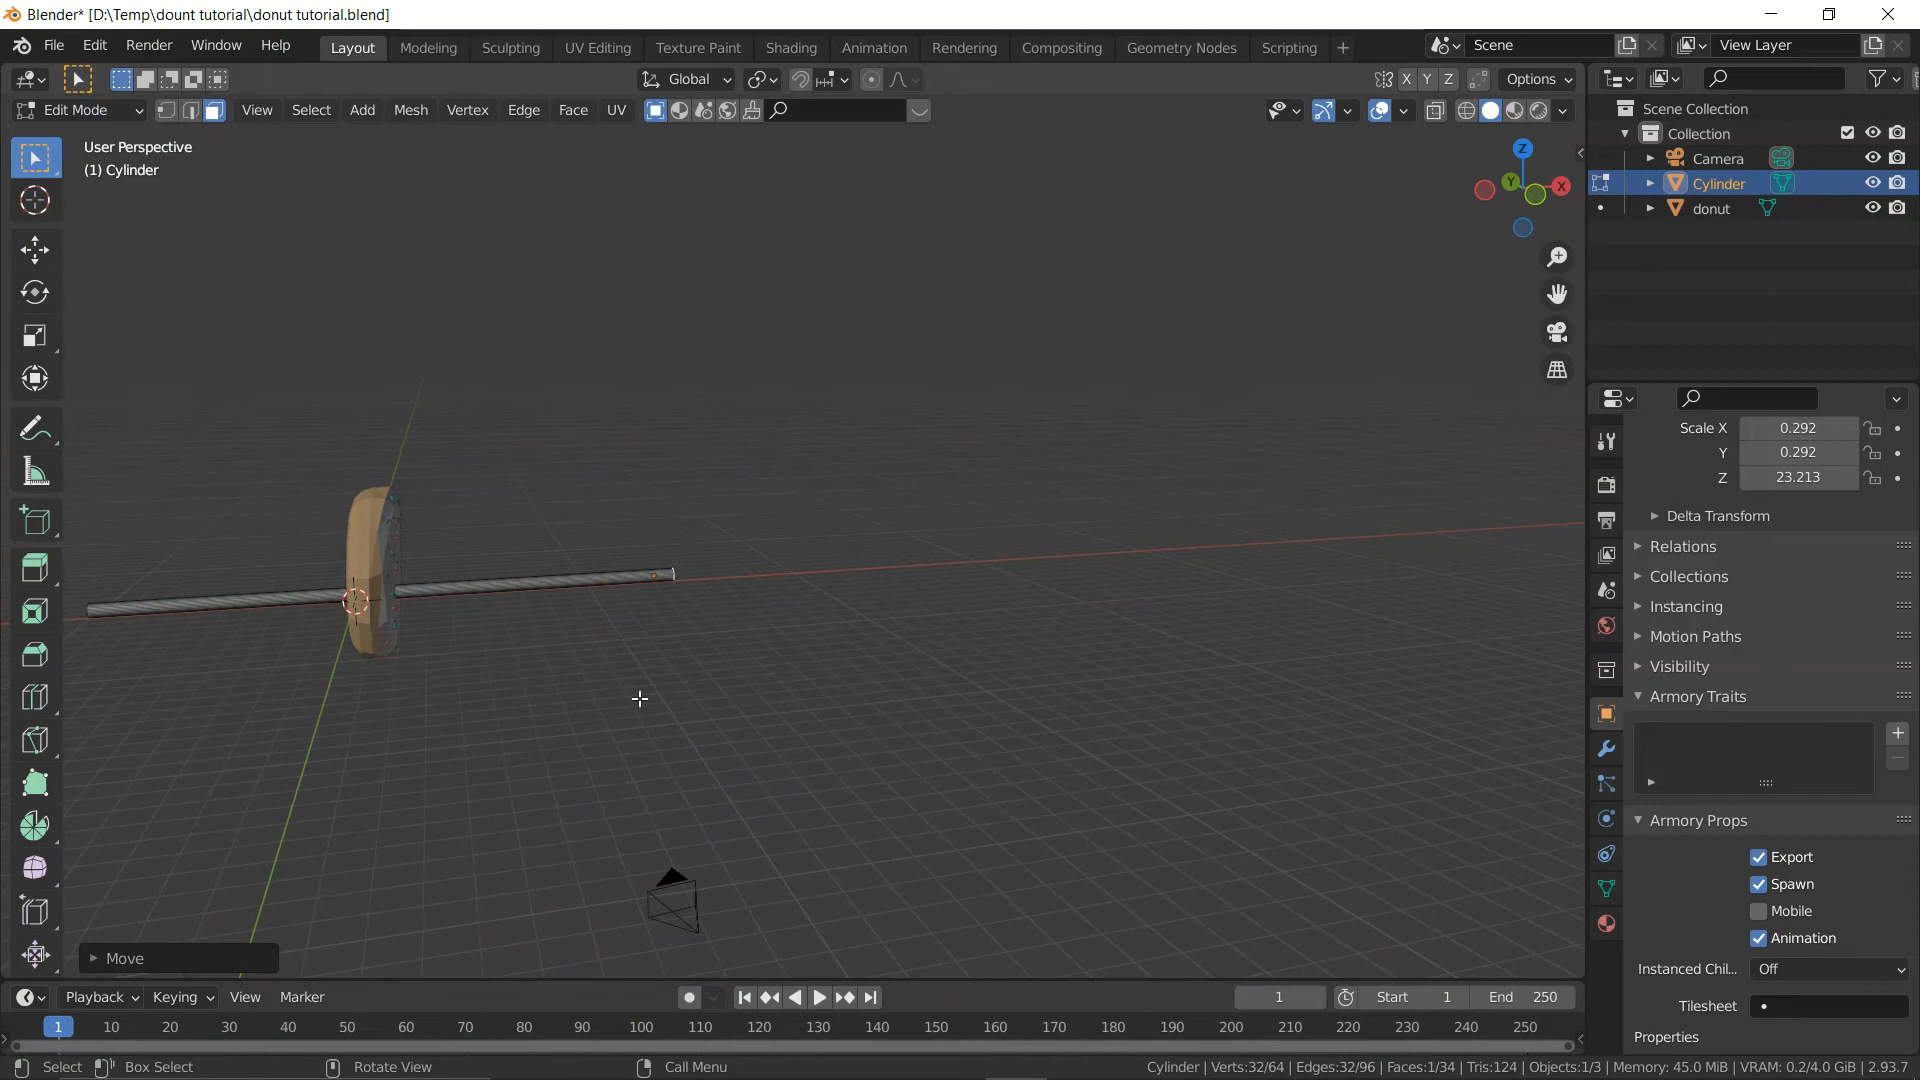 Blender* [D:\Temp\dount tutorial\donut tutorial.blend]
File Edit Render Window Help Layout Modeling Sculpting UV Editing Texture Paint Shading Animation Rendering Compositing Geometry Nodes Scripting + Scene View Layer
Global X Y Z Options
Edit Mode View Select Add Mesh Vertex Edge Face UV
User Perspective
(1) Cylinder
Z
Y
X
Move
Scene Collection
Collection
Camera
Cylinder
donut
Scale X 0.292
Y 0.292
Z 23.213
Delta Transform
Relations
Collections
Instancing
Motion Paths
Visibility
Armory Traits
Armory Props
Export
Spawn
Mobile
Animation
Instanced Chil... Off
Tilesheet
Properties
Playback Keying View Marker 1 Start 1 End 250
1 10 20 30 40 50 60 70 80 90 100 110 120 130 140 150 160 170 180 190 200 210 220 230 240 250
Select Box Select Rotate View Call Menu Cylinder | Verts:32/64 | Edges:32/96 | Faces:1/34 | Tris:124 | Objects:1/3 | Memory: 45.0 MiB | VRAM: 0.2/4.0 GiB | 2.93.7